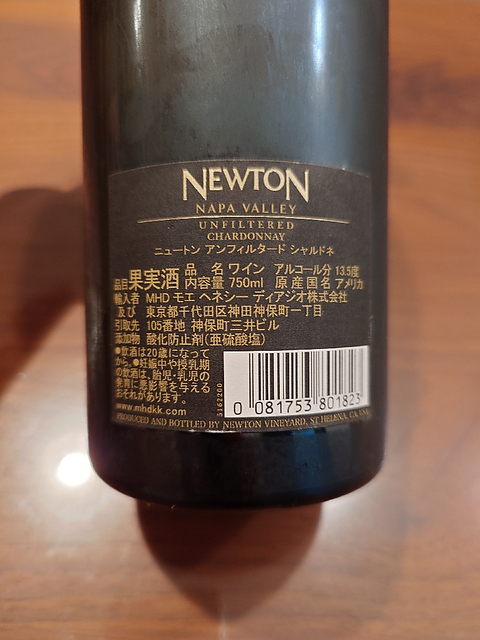 NEWTON
NAPA VALLEY
UNFILTERED
CHARDONNAY
ニュートン アンフィルタード シャルドネ
品目 果実酒 品 名 ワイン アルコール分 13.5度
内容量 750ml 原産国名 アメリカ
輸入者 MHD モエ ヘネシー ディアジオ株式会社
及び 東京都千代田区神田神保町一丁目
引取先 105番地 神保町三井ビル
添加物 酸化防止剤(亜硫酸塩)
●飲酒は20歳になって
から。●妊娠中や授乳期
の飲酒は、胎児・乳児の
発育に悪影響を与える
おそれがあります。
www.mhdkk.com
3162200
0 081753 801823
PRODUCED AND BOTTLED BY NEWTON VINEYARD, ST HELENA, CA, USA